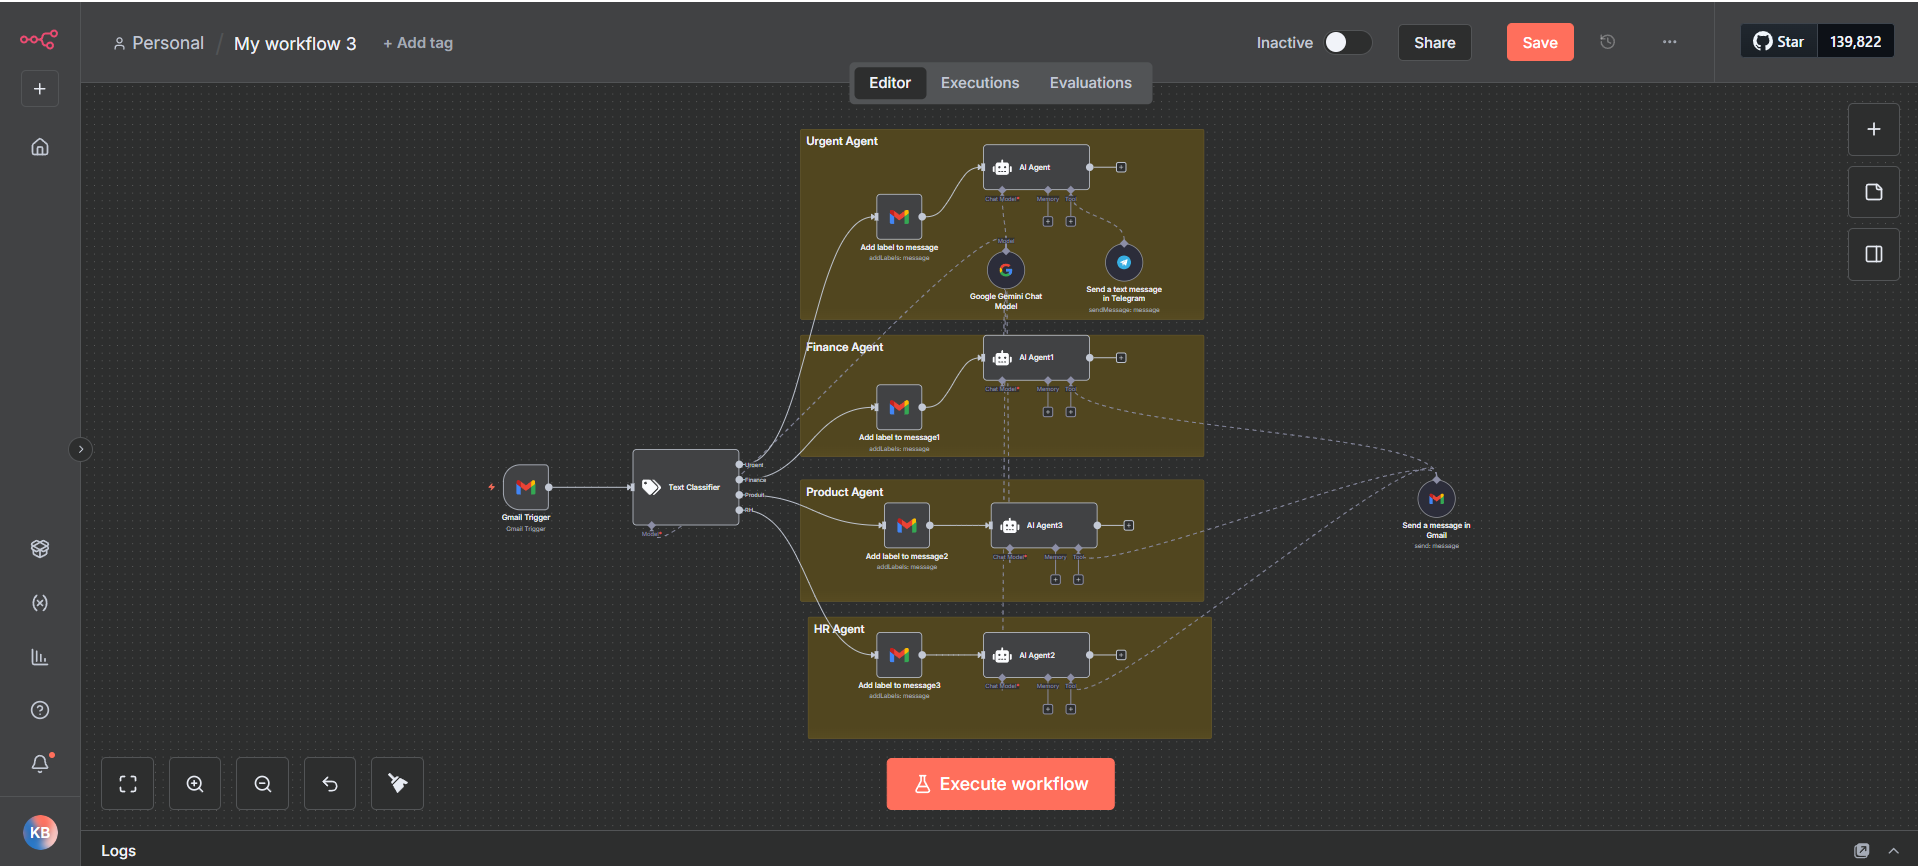 Personal / My workflow 3 + Add tag
Inactive
Share
Save
Star 139,822
Editor Executions Evaluations
Urgent Agent
AI Agent
Chat Model*
Memory
Tool
Add label to message
addLabels: message
Model
Google Gemini Chat
Model
Send a text message
in Telegram
sendMessage: message
Finance Agent
AI Agent1
Chat Model*
Memory
Tool
Add label to message1
addLabels: message
Gmail Trigger
Gmail Trigger
Text Classifier
Model*
Urgent
Finance
Produit
RH
Product Agent
AI Agent3
Chat Model*
Memory
Tool
Add label to message2
addLabels: message
Send a message in
Gmail
send: message
HR Agent
AI Agent2
Chat Model*
Memory
Tool
Add label to message3
addLabels: message
Execute workflow
KB
Logs